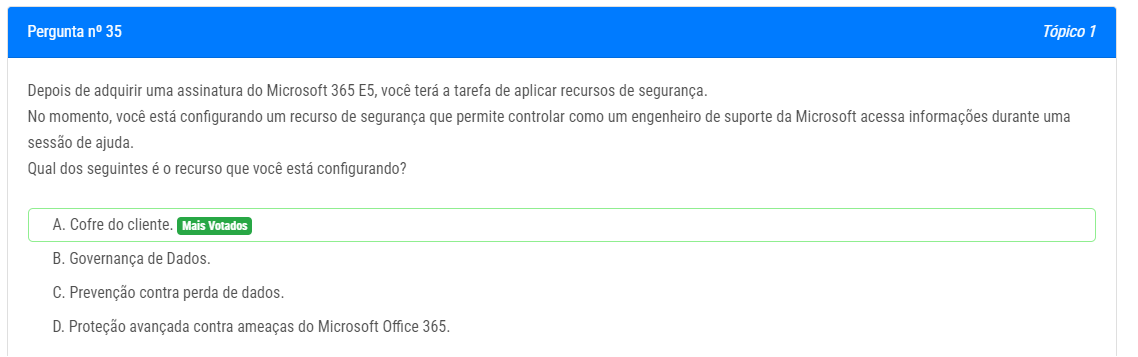 Pergunta nº 35
Tópico 1
Depois de adquirir uma assinatura do Microsoft 365 E5, você terá a tarefa de aplicar recursos de segurança.
No momento, você está configurando um recurso de segurança que permite controlar como um engenheiro de suporte da Microsoft acessa informações durante uma
sessão de ajuda.
Qual dos seguintes é o recurso que você está configurando?
A. Cofre do cliente. Mais Votados
B. Governança de Dados.
C. Prevenção contra perda de dados.
D. Proteção avançada contra ameaças do Microsoft Office 365.